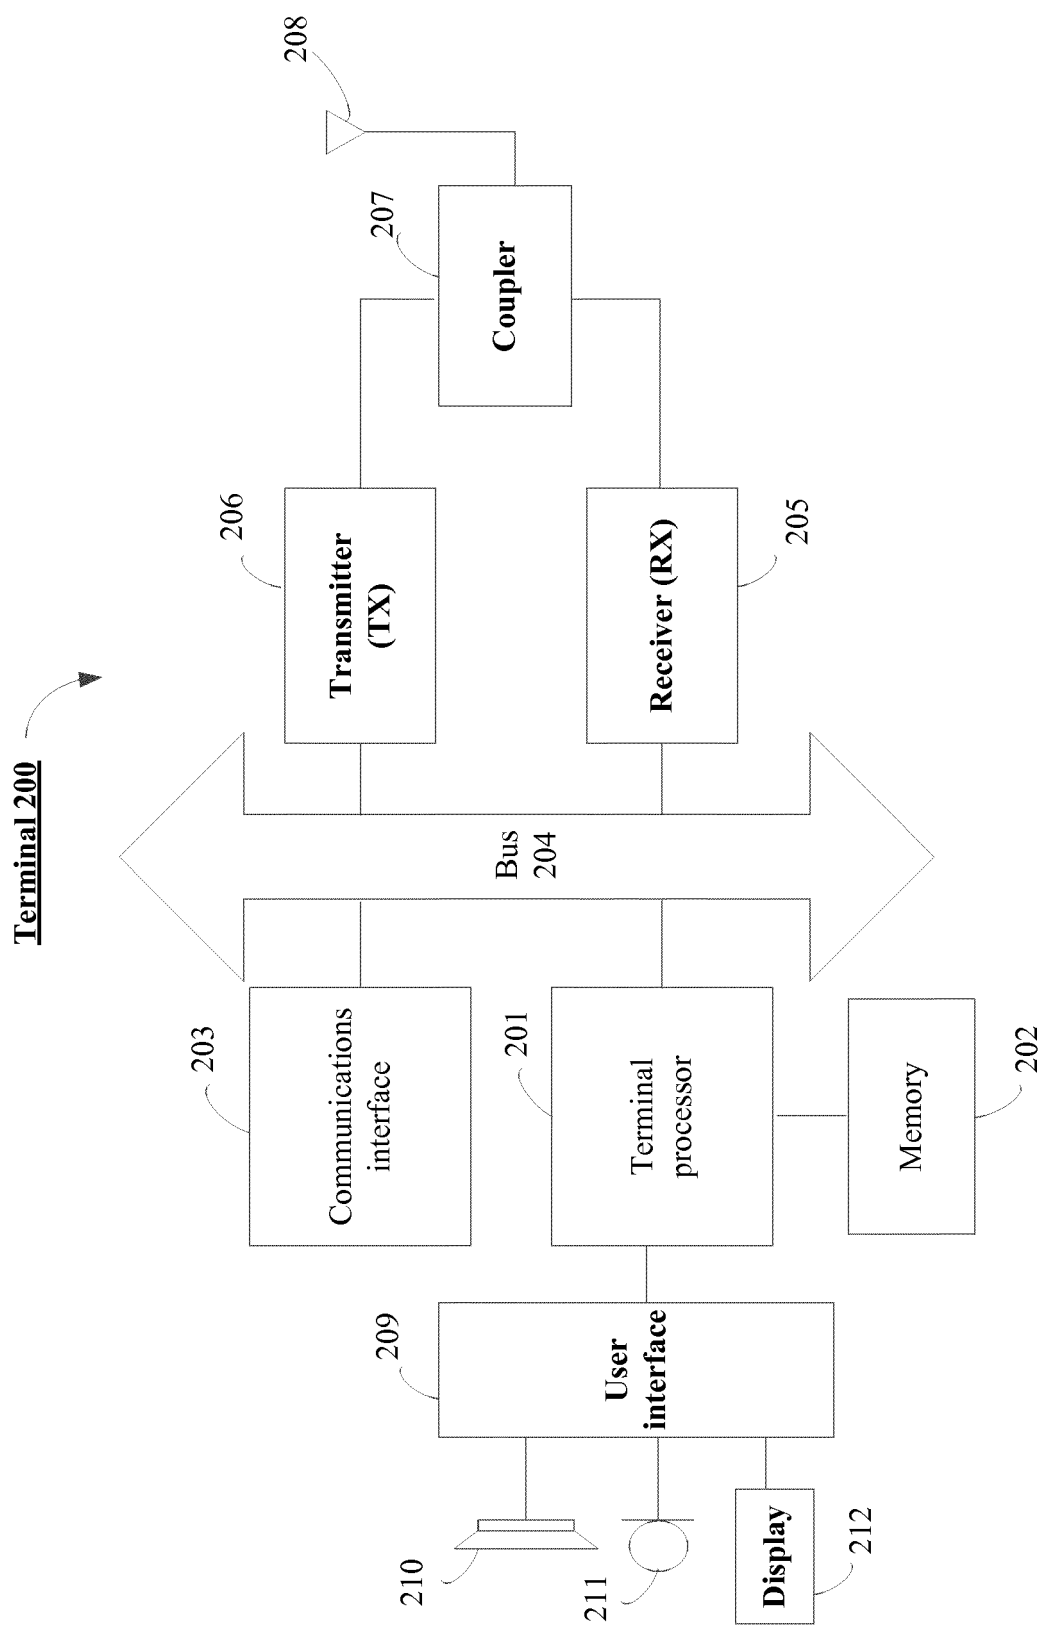 Terminal 200
203
Communications
interface
206
Transmitter
(TX)
207
208
209
User
interface
201
Terminal
processor
Bus
204
Coupler
210
211
Display
212
Memory
202
Receiver (RX)
205